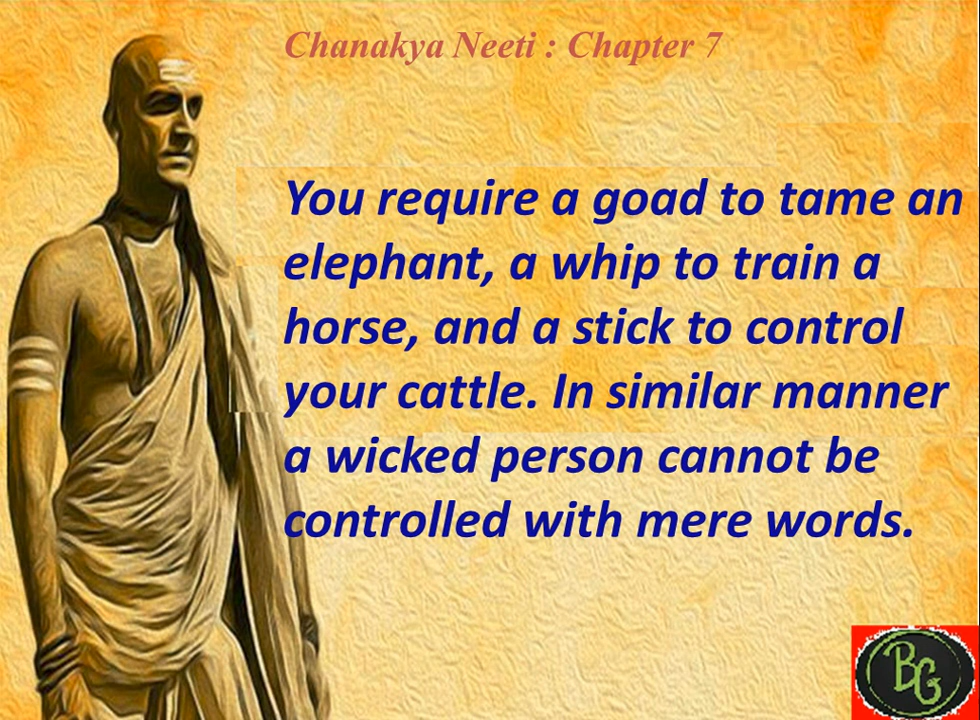 Chanakya Neeti : Chapter 7
You require a goad to tame an
elephant, a whip to train a
horse, and a stick to control
your cattle. In similar manner
a wicked person cannot be
controlled with mere words.
BG